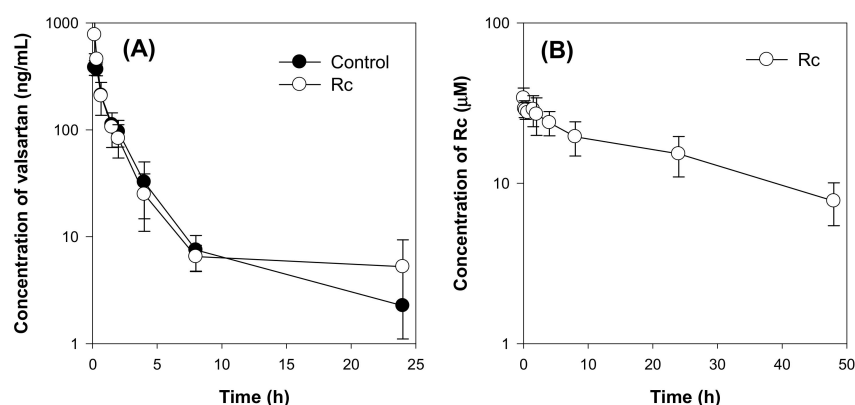 (A)
Control
Rc
Concentration of valsartan (ng/mL)
1000
100
10
1
0
5
10
15
20
25
Time (h)
(B)
Rc
Concentration of Rc (μM)
100
10
1
0
10
20
30
40
50
Time (h)